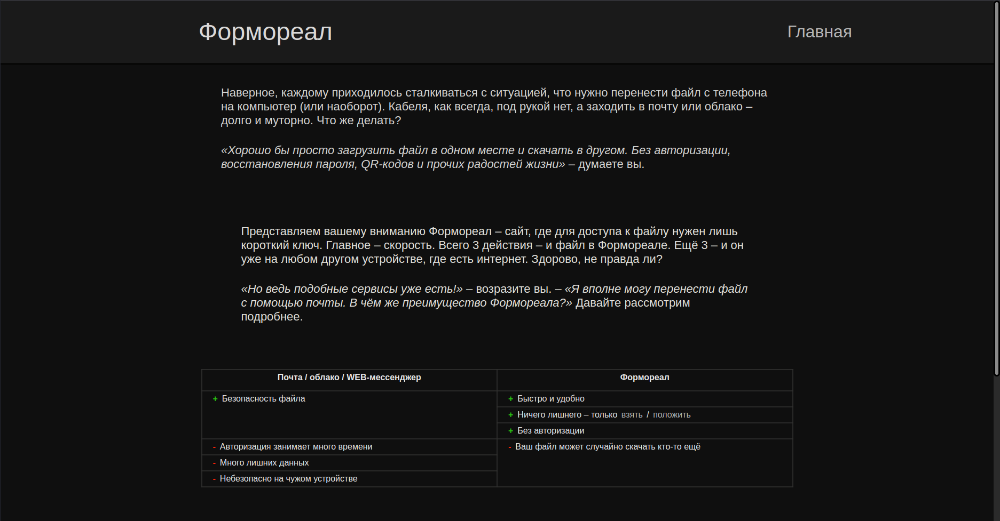 Формореал
Главная
Наверное, каждому приходилось сталкиваться с ситуацией, что нужно перенести файл с телефона
на компьютер (или наоборот). Кабеля, как всегда, под рукой нет, а заходить в почту или облако –
долго и муторно. Что же делать?
«Хорошо бы просто загрузить файл в одном месте и скачать в другом. Без авторизации,
восстановления пароля, QR-кодов и прочих радостей жизни» – думаете вы.
Представляем вашему вниманию Формореал – сайт, где для доступа к файлу нужен лишь
короткий ключ. Главное – скорость. Всего 3 действия – и файл в Формореале. Ещё 3 – и он
уже на любом другом устройстве, где есть интернет. Здорово, не правда ли?
«Но ведь подобные сервисы уже есть!» – возразите вы. – «Я вполне могу перенести файл
с помощью почты. В чём же преимущество Формореала?» Давайте рассмотрим
подробнее.
Почта / облако / WEB-мессенджер
Формореал
+ Безопасность файла
+ Быстро и удобно
+ Ничего лишнего – только взять / положить
+ Без авторизации
- Авторизация занимает много времени
- Ваш файл может случайно скачать кто-то ещё
- Много лишних данных
- Небезопасно на чужом устройстве